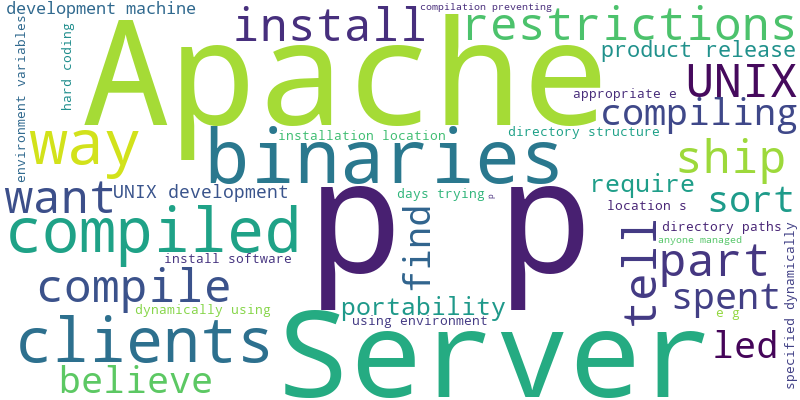 development machine
compilation preventing
Apache
install
restrictions
environment variables
hard coding
product release
UNIX
appropriate e
compiling
way
binaries
installation location
directory structure
ship
want
UNIX development
p p
days trying
p
require
location s
sort
compiled
find
tell
directory paths
anyone managed
specified dynamically
install software
part
compile
spent
dynamically using
portability
e g
using environment
clients
Server
led
believe